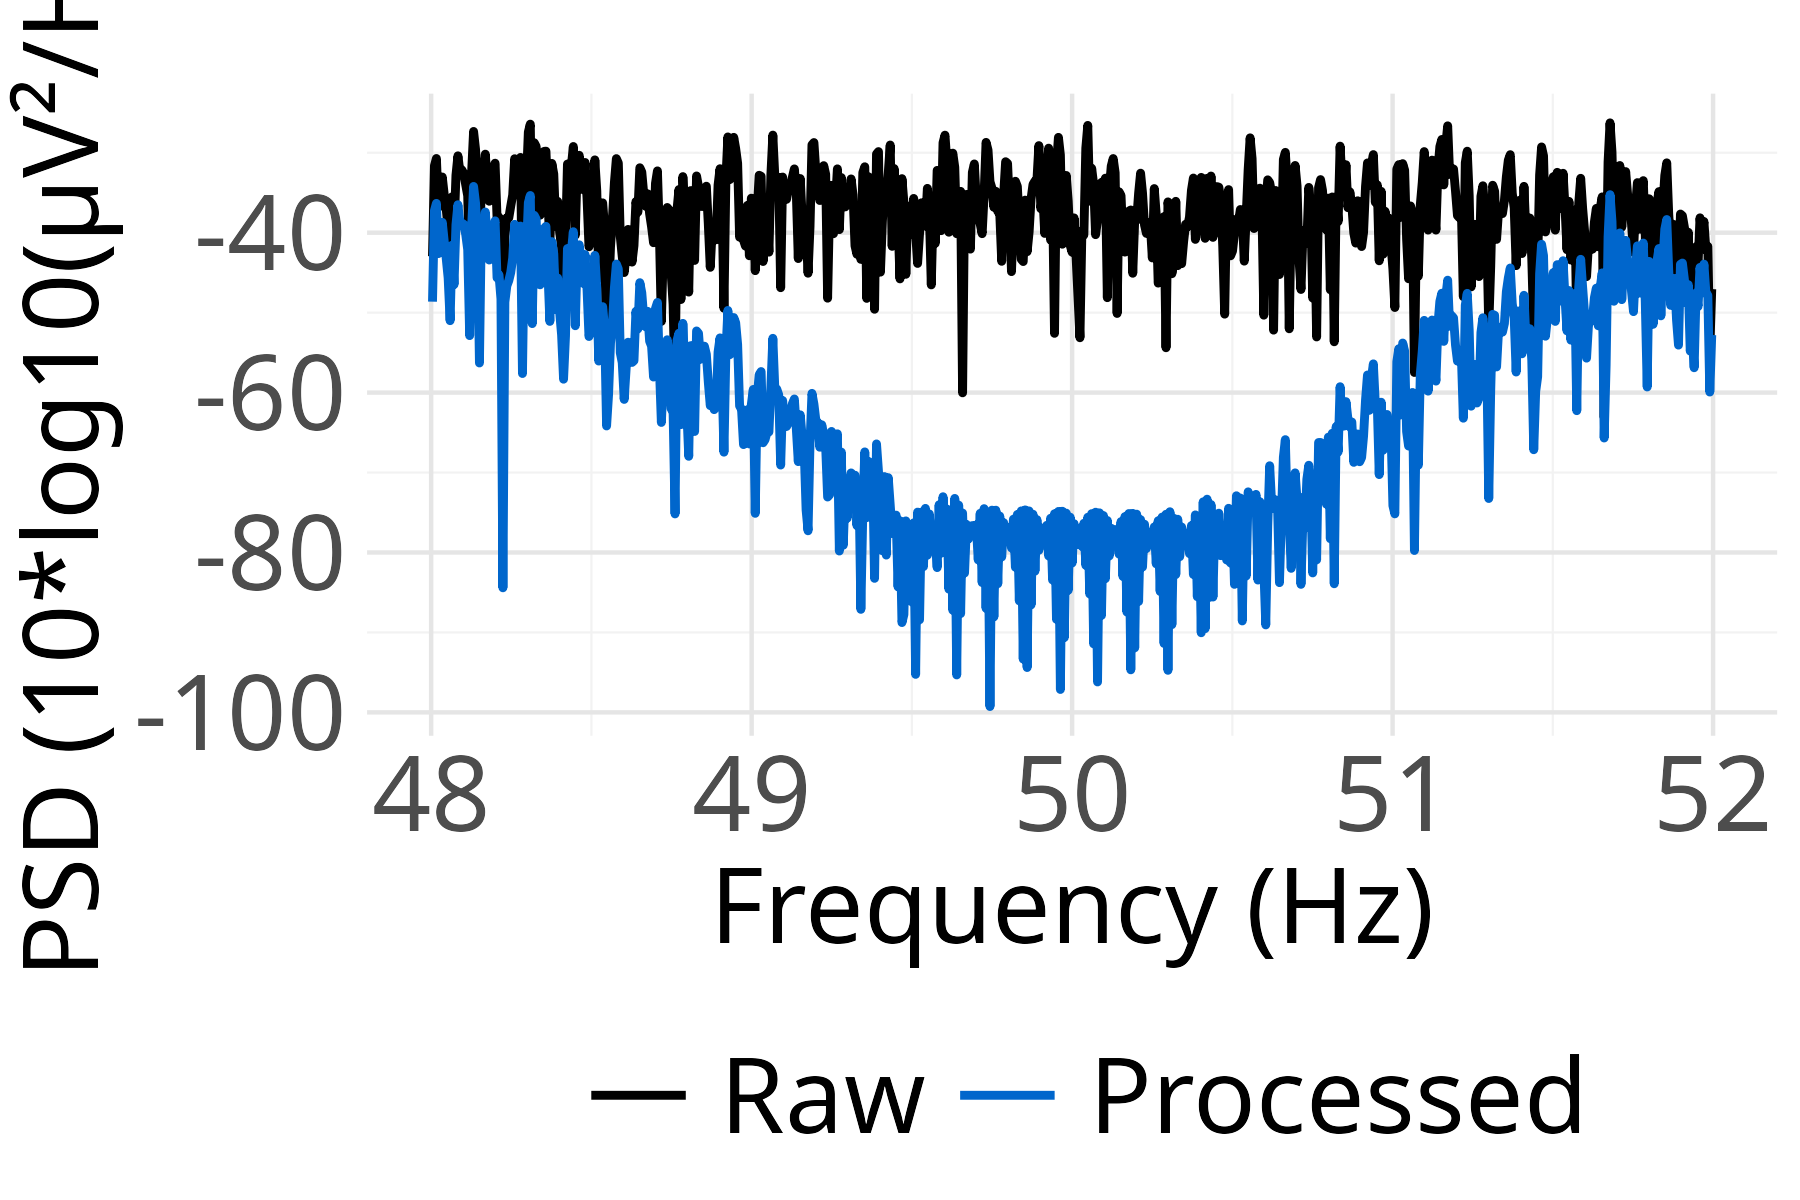 PSD (10*log10(µV²/H
-40
-60
-80
-100
48 49 50 51 52
Frequency (Hz)
Raw Processed